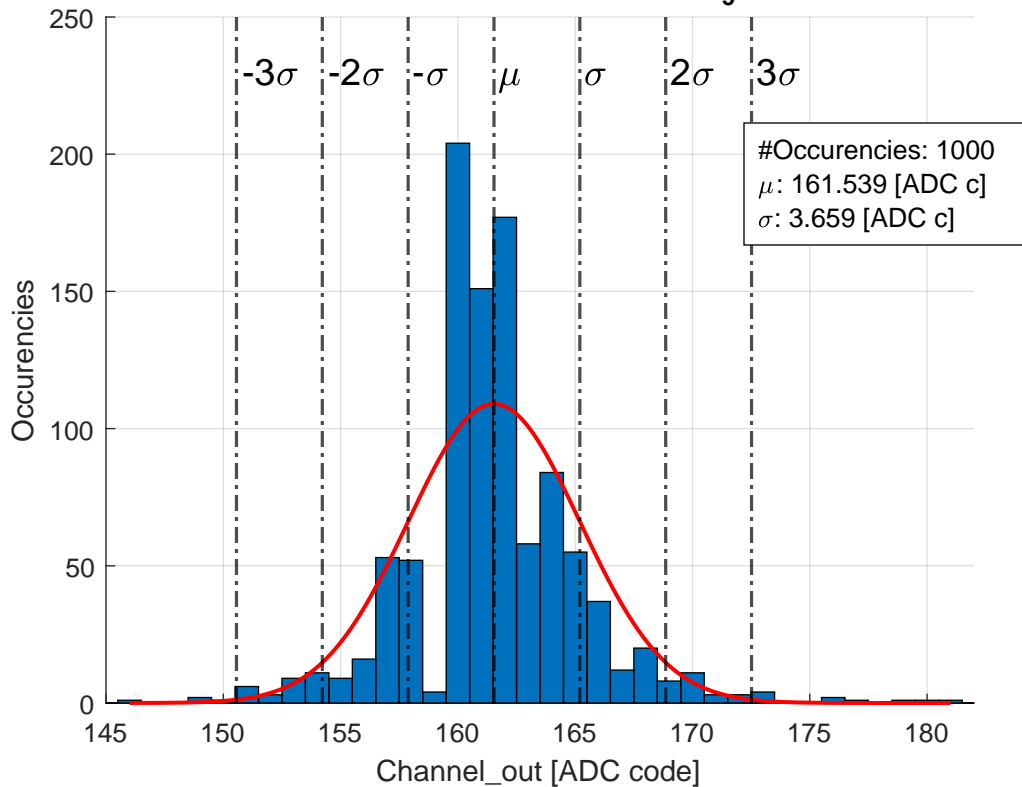 250
200
150
100
50
0
Occurencies
-3σ -2σ -σ μ σ 2σ 3σ
#Occurencies: 1000
μ: 161.539 [ADC c]
σ: 3.659 [ADC c]
145 150 155 160 165 170 175 180
Channel_out [ADC code]